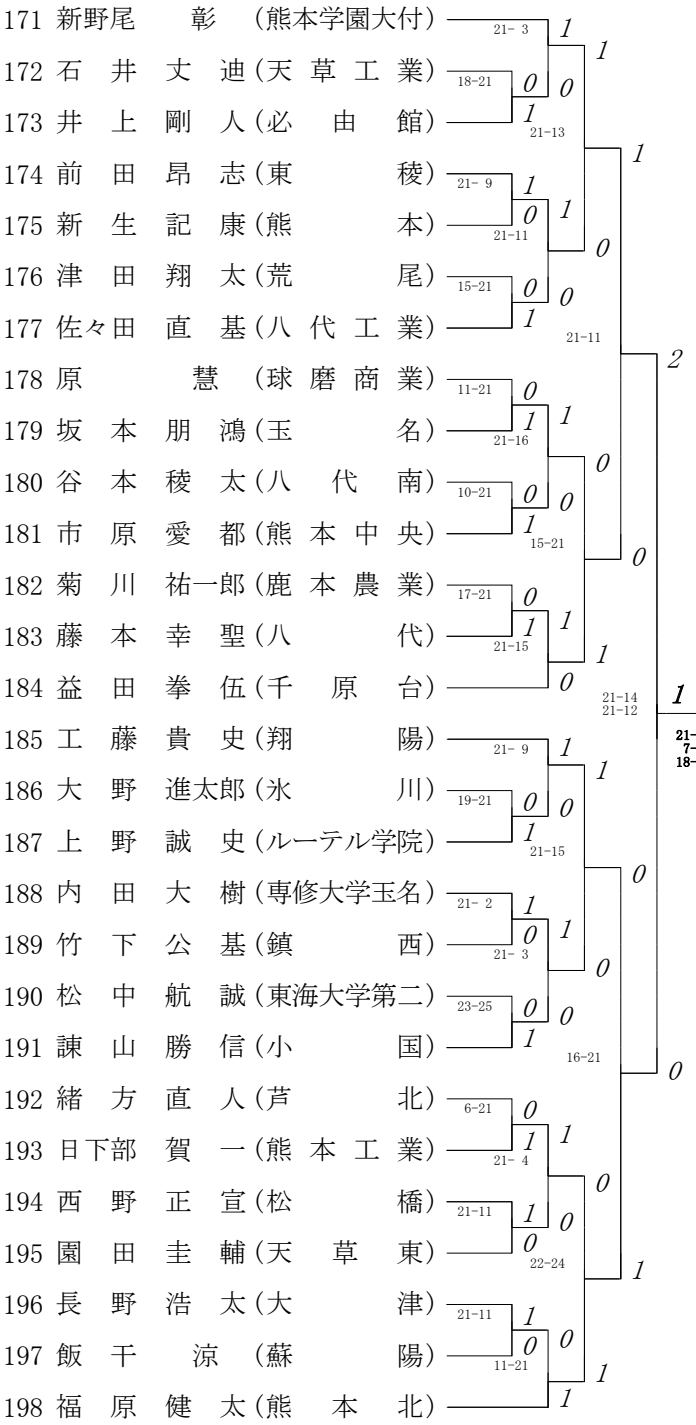 171 新野尾 彰 (熊本学園大付) 21- 3 1 1
172 石井丈迪 (天草工業) 18-21 0 0
173 井上剛人 (必由館) 1 21-13 1
174 前田昂志 (東稜) 21- 9 1 1
175 新生記康 (熊本) 0 21-11 0
176 津田翔太 (荒尾) 15-21 0 0
177 佐々田直基 (八代工業) 1 21-11 2
178 原 慧 (球磨商業) 11-21 0 1
179 坂本朋鴻 (玉名) 1 21-16 0
180 谷本稜太 (八代南) 10-21 0 0
181 市原愛都 (熊本中央) 1 15-21 0
182 菊川祐一郎 (鹿本農業) 17-21 0 1
183 藤本幸聖 (八代) 1 21-15 1
184 益田拳伍 (千原台) 0 21-14 1
21-12
185 工藤貴史 (翔陽) 21- 9 1 1 21-
7-
18-
186 大野進太郎 (氷川) 19-21 0 0
187 上野誠史 (ルーテル学院) 1 21-15 0
188 内田大樹 (専修大学玉名) 21- 2 1 1
189 竹下公基 (鎮西) 0 21- 3 0
190 松中航誠 (東海大学第二) 23-25 0 0
191 諌山勝信 (小国) 1 16-21 0
192 緒方直人 (芦北) 6-21 0 1
193 日下部賀一 (熊本工業) 1 21- 4 0
194 西野正宣 (松橋) 21-11 1 0
195 園田圭輔 (天草東) 0 22-24 1
196 長野浩太 (大津) 21-11 1 0
197 飯干 涼 (蘇陽) 0 11-21 1
198 福原健太 (熊本北) 1